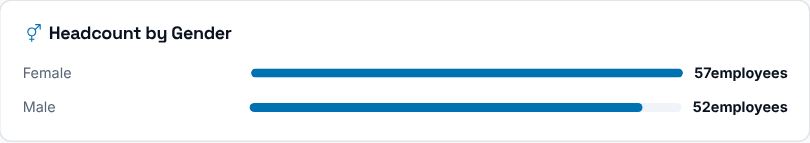 Headcount by Gender
Female 57employees
Male 52employees